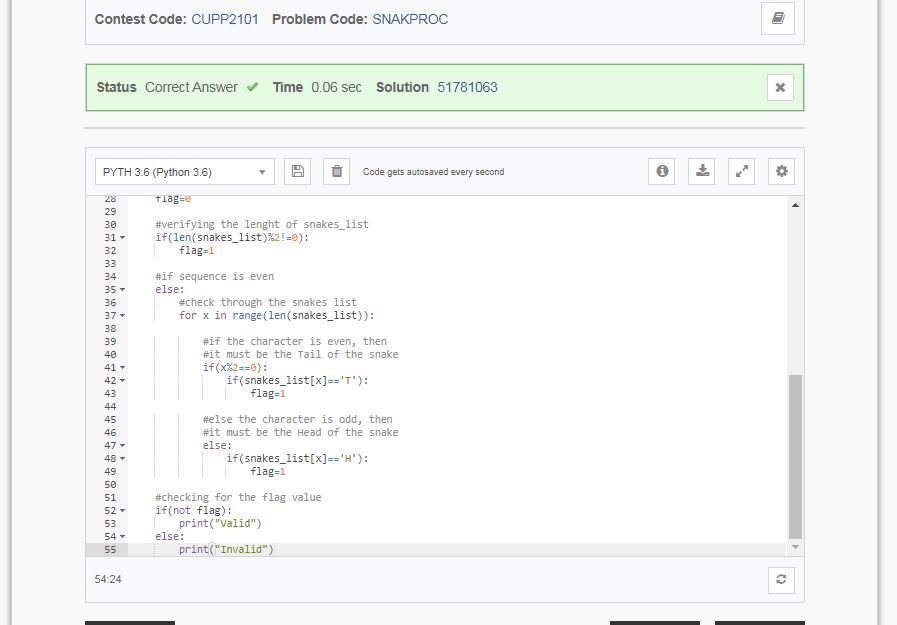 Contest Code: CUPP2101 Problem Code: SNAKPROC
Status Correct Answer ✔ Time 0.06 sec Solution 51781063
PYTH 3.6 (Python 3.6) Code gets autosaved every second
28 flag=0
29
30 #verifying the lenght of snakes_list
31 if(len(snakes_list)%2!=0):
32 flag=1
33
34 #if sequence is even
35 else:
36 #check through the snakes list
37 for x in range(len(snakes_list)):
38
39 #if the character is even, then
40 #it must be the Tail of the snake
41 if(x%2==0):
42 if(snakes_list[x]=='T'):
43 flag=1
44
45 #else the character is odd, then
46 #it must be the Head of the snake
47 else:
48 if(snakes_list[x]=='H'):
49 flag=1
50
51 #checking for the flag value
52 if(not flag):
53 print("Valid")
54 else:
55 print("Invalid")
54:24